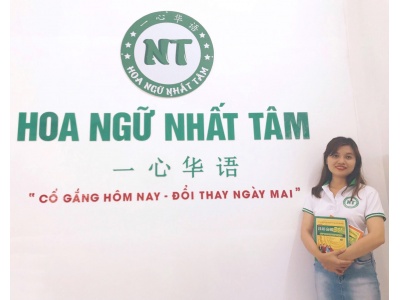 一心华语
NT
HOA NGỮ NHẤT TÂM
HOA NGỮ NHẤT TÂM
一心华语
" CỐ GẮNG HÔM NAY - ĐỔI THAY NGÀY MAI "
NT